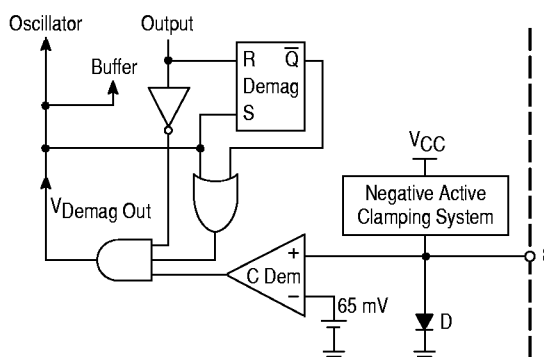 Oscillator
Output
Buffer
R Q̅
Demag
S
VCC
Negative Active
Clamping System
VDemag Out
C Dem
+
−
65 mV
D